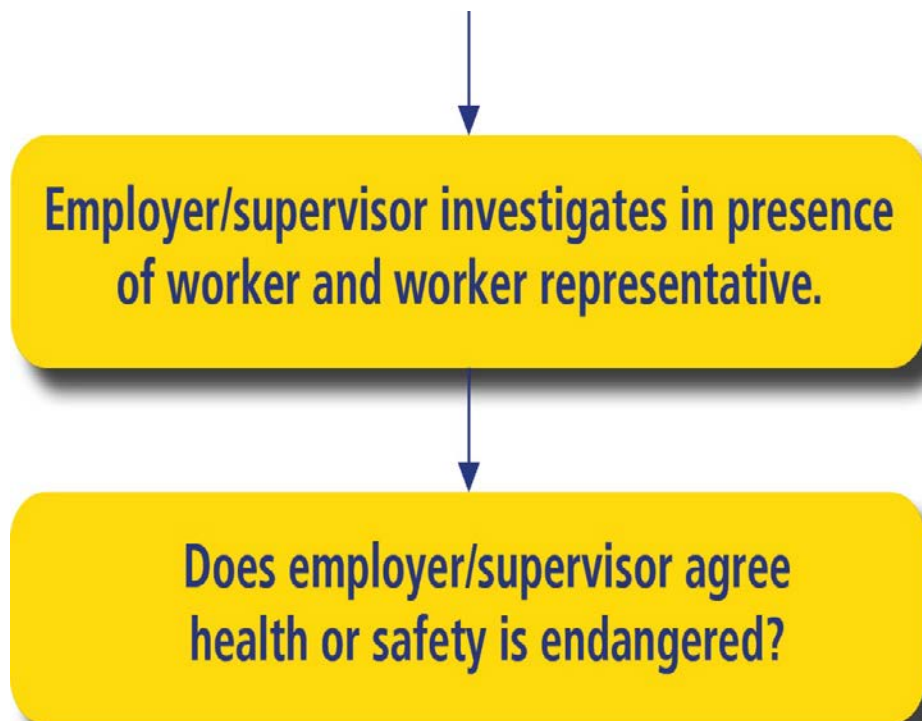 Employer/supervisor investigates in presence
of worker and worker representative.
Does employer/supervisor agree
health or safety is endangered?